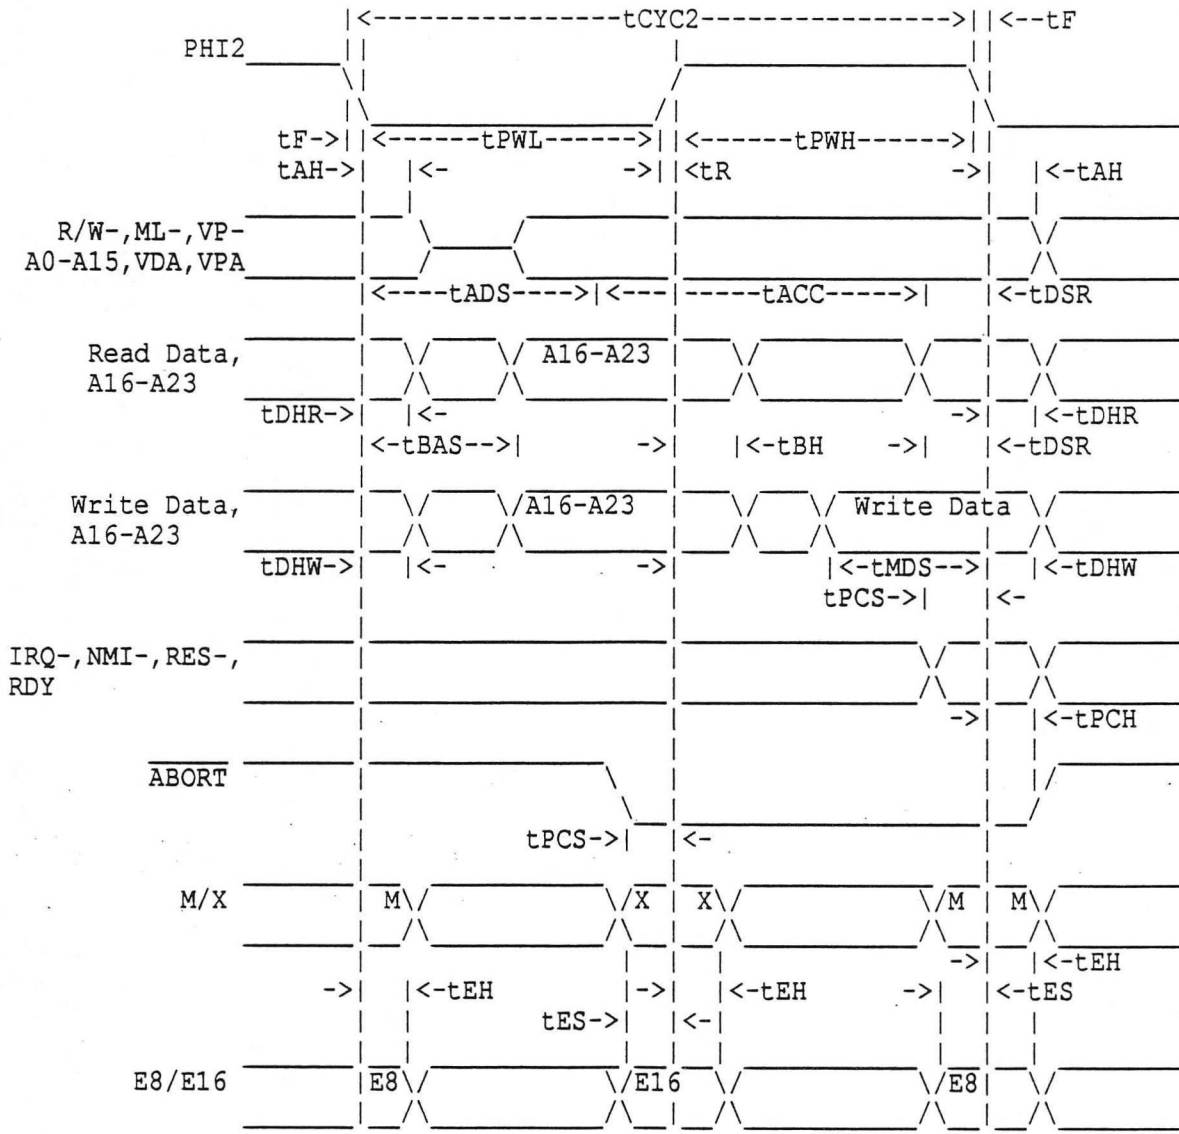 |<----------------tCYC2---------------->||<--tF
PHI2
tF->| |<------tPWL------>| |<------tPWH------>|
tAH->| |<- ->||<tR ->| |<-tAH
R/W-,ML-,VP-
A0-A15,VDA,VPA
|<----tADS---->|<---|-----tACC----->| |<-tDSR
Read Data, A16-A23
A16-A23
tDHR->| |<- ->| |<-tDHR
|<-tBAS-->| ->| |<-tBH ->| |<-tDSR
Write Data, A16-A23 Write Data
A16-A23
tDHW->| |<- ->| |<-tMDS-->| |<-tDHW
tPCS->| |<-
IRQ-,NMI-,RES-,
RDY
->| |<-tPCH
ABORT
tPCS->| |<-
M/X M X X M M
->| |<-tEH
->| |<-tEH |->| |<-tEH ->| |<-tES
tES->| |<-
E8/E16 E8 E16 E8